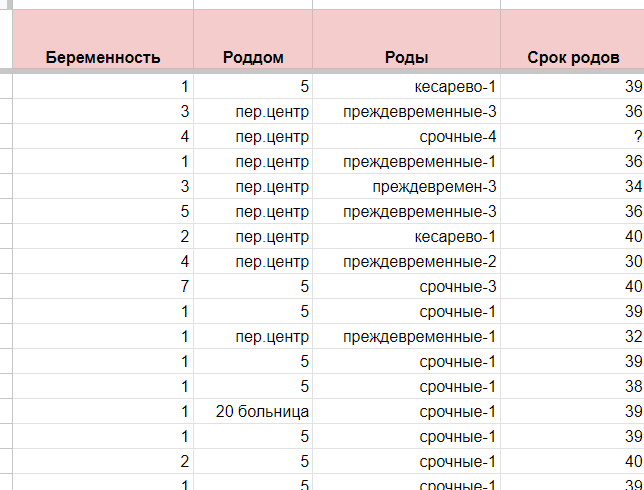 Беременность Роддом Роды Срок родов
1 5 кесарево-1 39
3 пер.центр преждевременные-3 36
4 пер.центр срочные-4 ?
1 пер.центр преждевременные-1 36
3 пер.центр преждевремен-3 34
5 пер.центр преждевременные-3 36
2 пер.центр кесарево-1 40
4 пер.центр преждевременные-2 30
7 5 срочные-3 40
1 5 срочные-1 39
1 пер.центр преждевременные-1 32
1 5 срочные-1 39
1 5 срочные-1 38
1 20 больница срочные-1 39
1 5 срочные-1 39
2 5 срочные-1 40
1 5 срочные-1 39